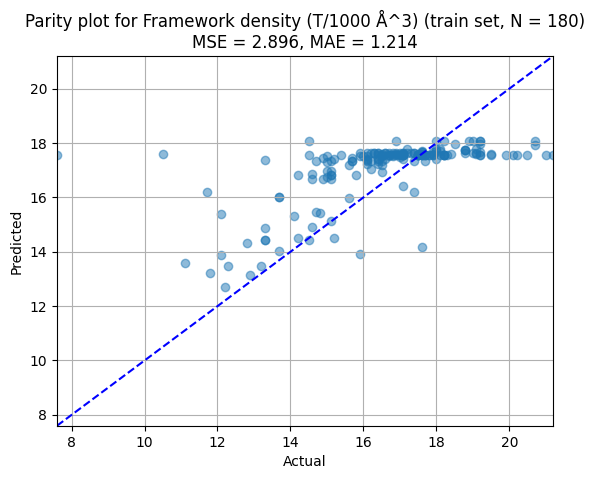 Parity plot for Framework density (T/1000 Å^3) (train set, N = 180)
MSE = 2.896, MAE = 1.214
20
18
16
14
12
10
8
Predicted
8 10 12 14 16 18 20
Actual